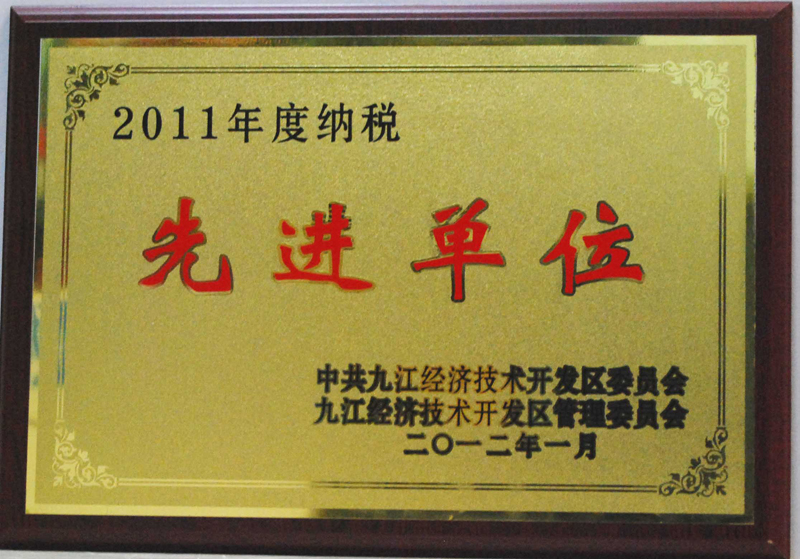 2011年度纳税
先进单位
中共九江经济技术开发区委员会
九江经济技术开发区管理委员会
二〇一二年一月